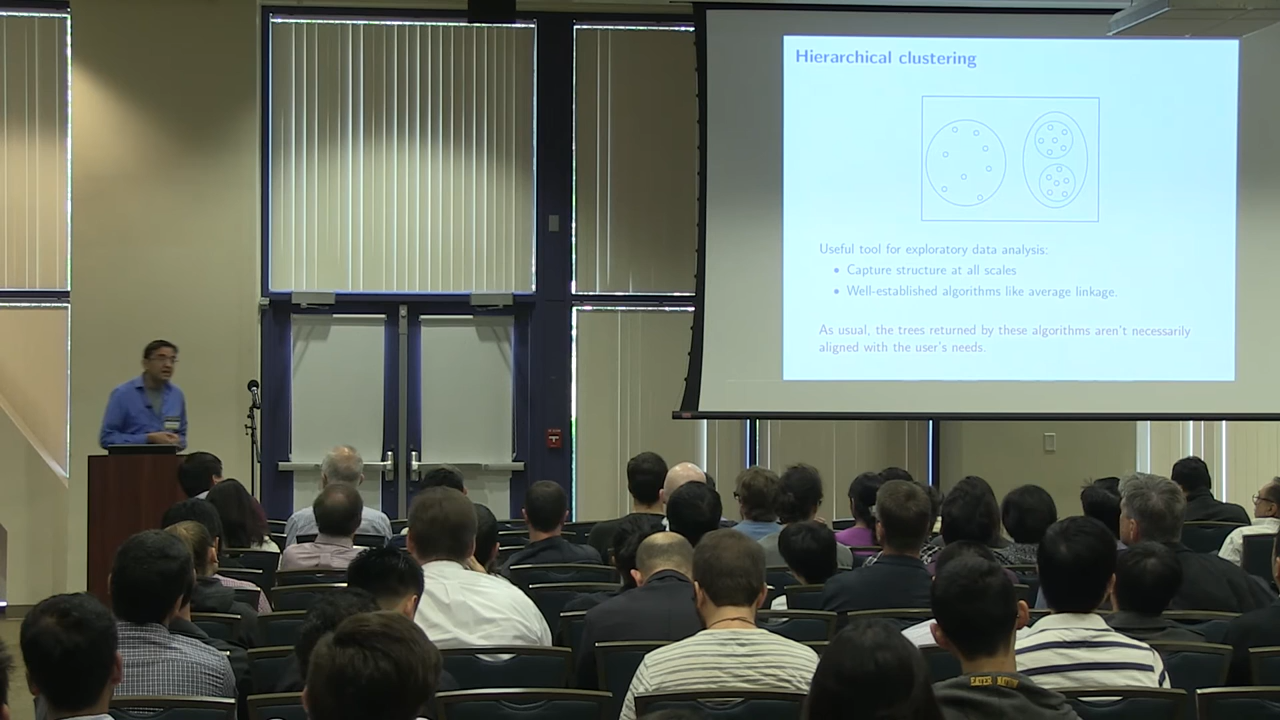 Hierarchical clustering
Useful tool for exploratory data analysis:
• Capture structure at all scales
• Well-established algorithms like average linkage.
As usual, the trees returned by these algorithms aren't necessarily
aligned with the user's needs.